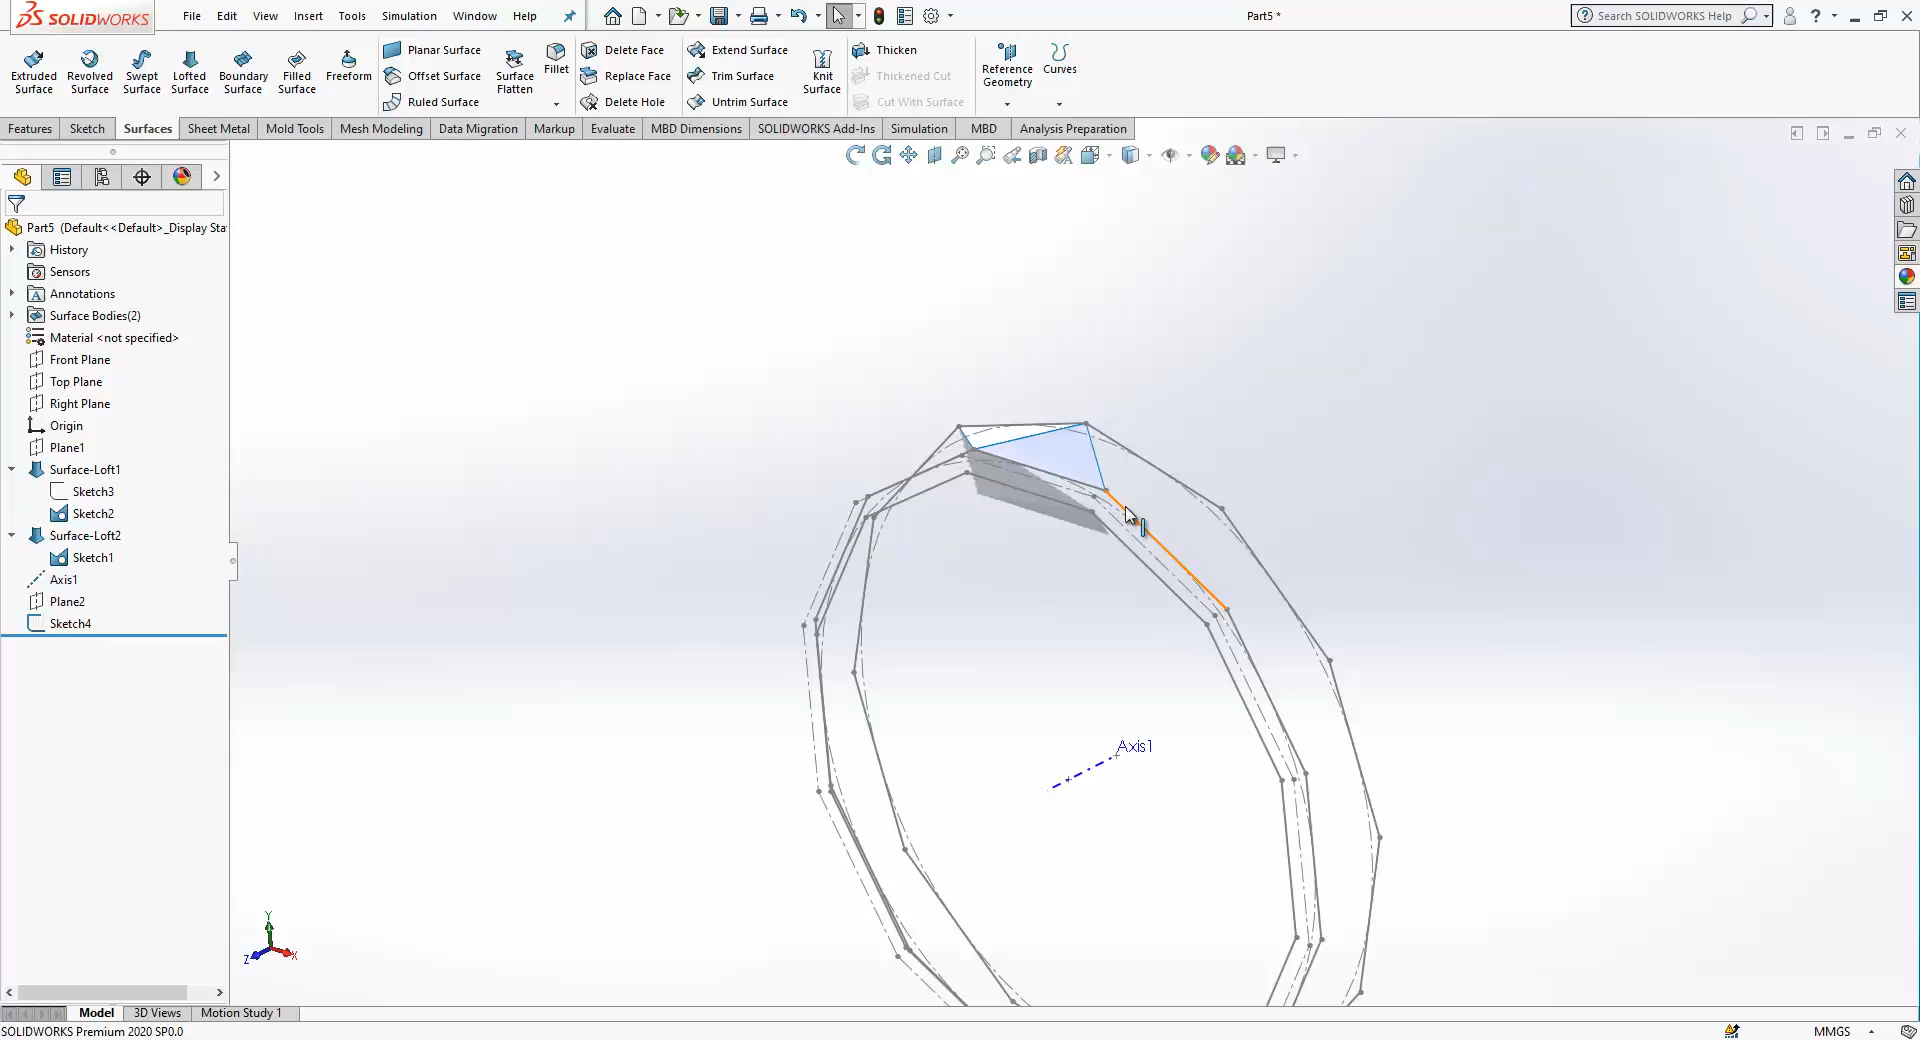 SOLIDWORKS
File Edit View Insert Tools Simulation Window Help
Part5 *
Search SOLIDWORKS Help
Extruded Surface
Revolved Surface
Swept Surface
Lofted Surface
Boundary Surface
Filled Surface
Freeform
Planar Surface
Offset Surface
Ruled Surface
Surface Flatten
Fillet
Delete Face
Replace Face
Delete Hole
Extend Surface
Trim Surface
Untrim Surface
Knit Surface
Thicken
Thickened Cut
Cut With Surface
Reference Geometry
Curves
Features Sketch Surfaces Sheet Metal Mold Tools Mesh Modeling Data Migration Markup Evaluate MBD Dimensions SOLIDWORKS Add-Ins Simulation MBD Analysis Preparation
Part5 (Default<<Default>_Display Sta
History
Sensors
Annotations
Surface Bodies(2)
Material <not specified>
Front Plane
Top Plane
Right Plane
Origin
Plane1
Surface-Loft1
Sketch3
Sketch2
Surface-Loft2
Sketch1
Axis1
Plane2
Sketch4
Axis1
Y
Z
X
Model 3D Views Motion Study 1
SOLIDWORKS Premium 2020 SP0.0
MMGS